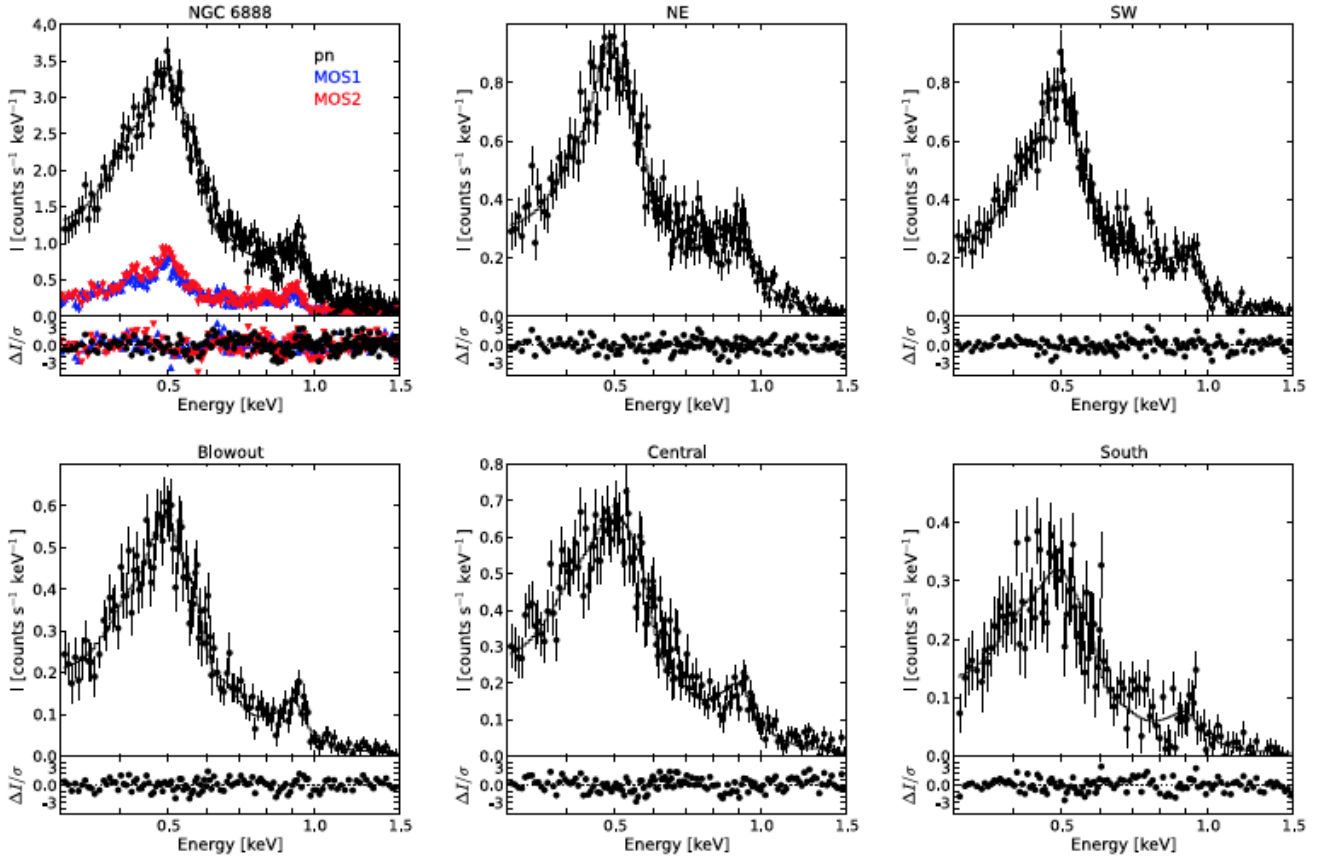 NGC 6888
4.0
3.5
3.0
2.5
2.0
1.5
1.0
0.5
0.0
I [counts s⁻¹ keV⁻¹]
pn
MOS1
MOS2
3
0.0
-3
ΔI/σ
0.5
1.0
1.5
Energy [keV]
NE
0.8
0.6
0.4
0.2
0.0
I [counts s⁻¹ keV⁻¹]
3
0.0
-3
ΔI/σ
0.5
1.0
1.5
Energy [keV]
SW
0.8
0.6
0.4
0.2
0.0
I [counts s⁻¹ keV⁻¹]
3
0.0
-3
ΔI/σ
0.5
1.0
1.5
Energy [keV]
Blowout
0.6
0.5
0.4
0.3
0.2
0.1
0.0
I [counts s⁻¹ keV⁻¹]
3
0.0
-3
ΔI/σ
0.5
1.0
1.5
Energy [keV]
Central
0.8
0.7
0.6
0.5
0.4
0.3
0.2
0.1
0.0
I [counts s⁻¹ keV⁻¹]
3
0.0
-3
ΔI/σ
0.5
1.0
1.5
Energy [keV]
South
0.4
0.3
0.2
0.1
0.0
I [counts s⁻¹ keV⁻¹]
3
0.0
-3
ΔI/σ
0.5
1.0
1.5
Energy [keV]